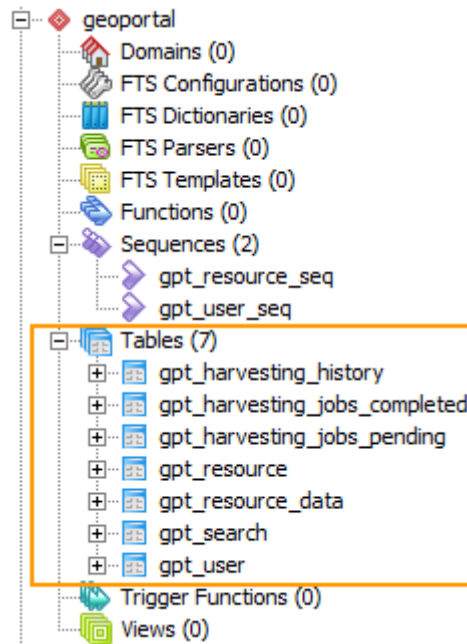 geoportal
Domains (0)
FTS Configurations (0)
FTS Dictionaries (0)
FTS Parsers (0)
FTS Templates (0)
Functions (0)
Sequences (2)
gpt_resource_seq
gpt_user_seq
Tables (7)
gpt_harvesting_history
gpt_harvesting_jobs_completed
gpt_harvesting_jobs_pending
gpt_resource
gpt_resource_data
gpt_search
gpt_user
Trigger Functions (0)
Views (0)